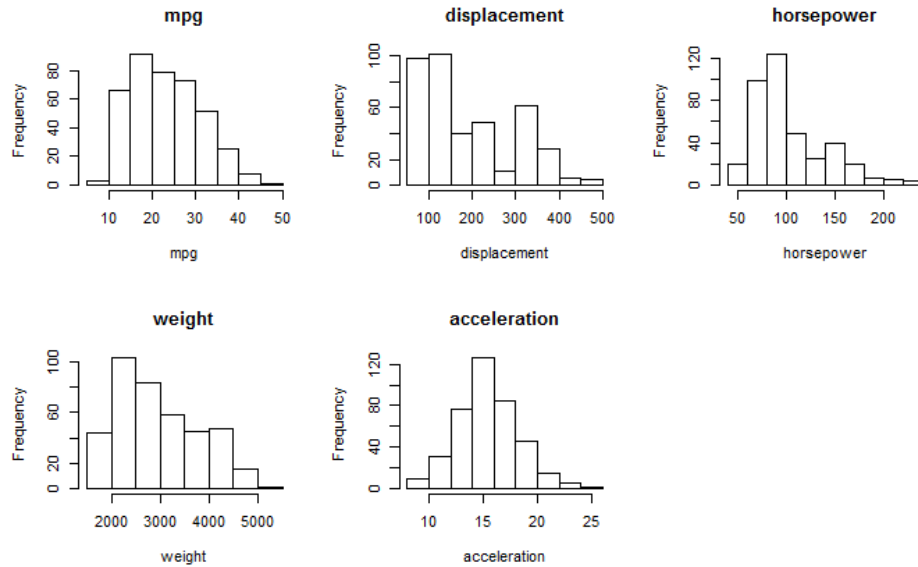 mpg
Frequency
0 20 40 60 80
10 20 30 40 50
mpg
displacement
Frequency
0 20 60 100
100 200 300 400 500
displacement
horsepower
Frequency
0 40 80 120
50 100 150 200
horsepower
weight
Frequency
0 20 60 100
2000 3000 4000 5000
weight
acceleration
Frequency
0 40 80 120
10 15 20 25
acceleration